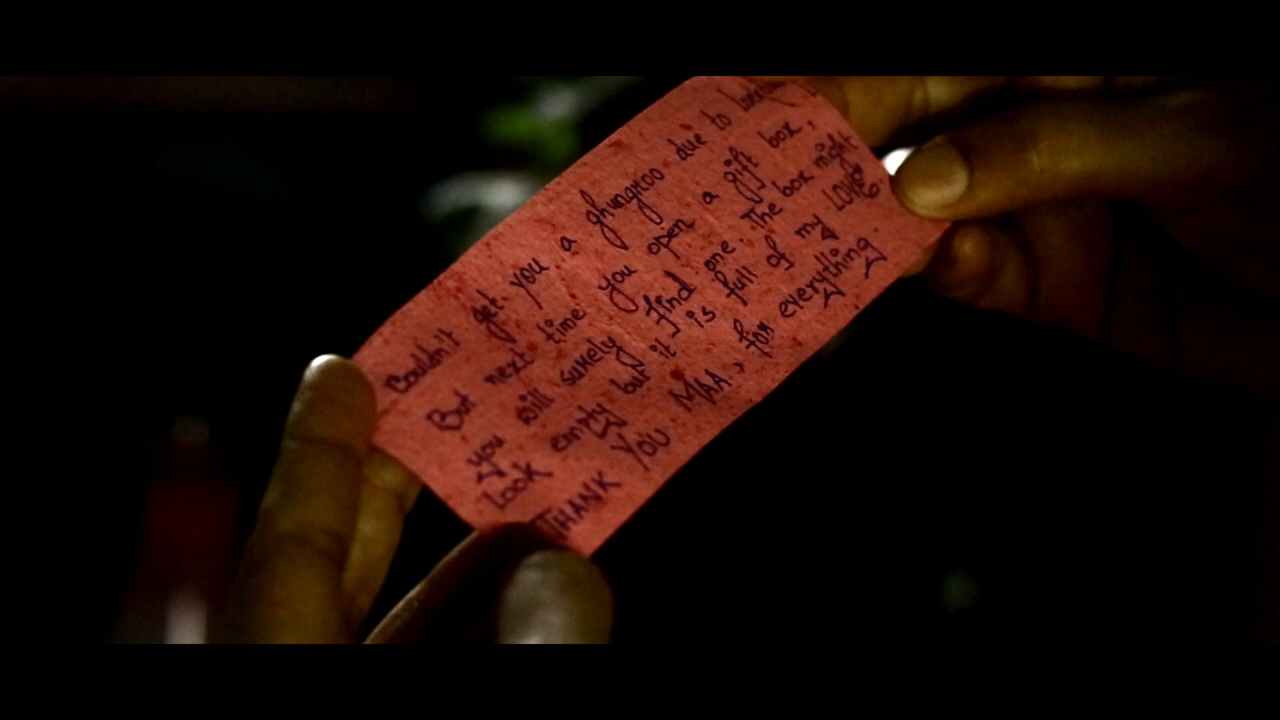 Couldn't get you a ghungroo due to
But next time you open a gift box,
you will surely find one. The box might
look empty but it is full of my LOVE
THANK YOU MAA, for everything.